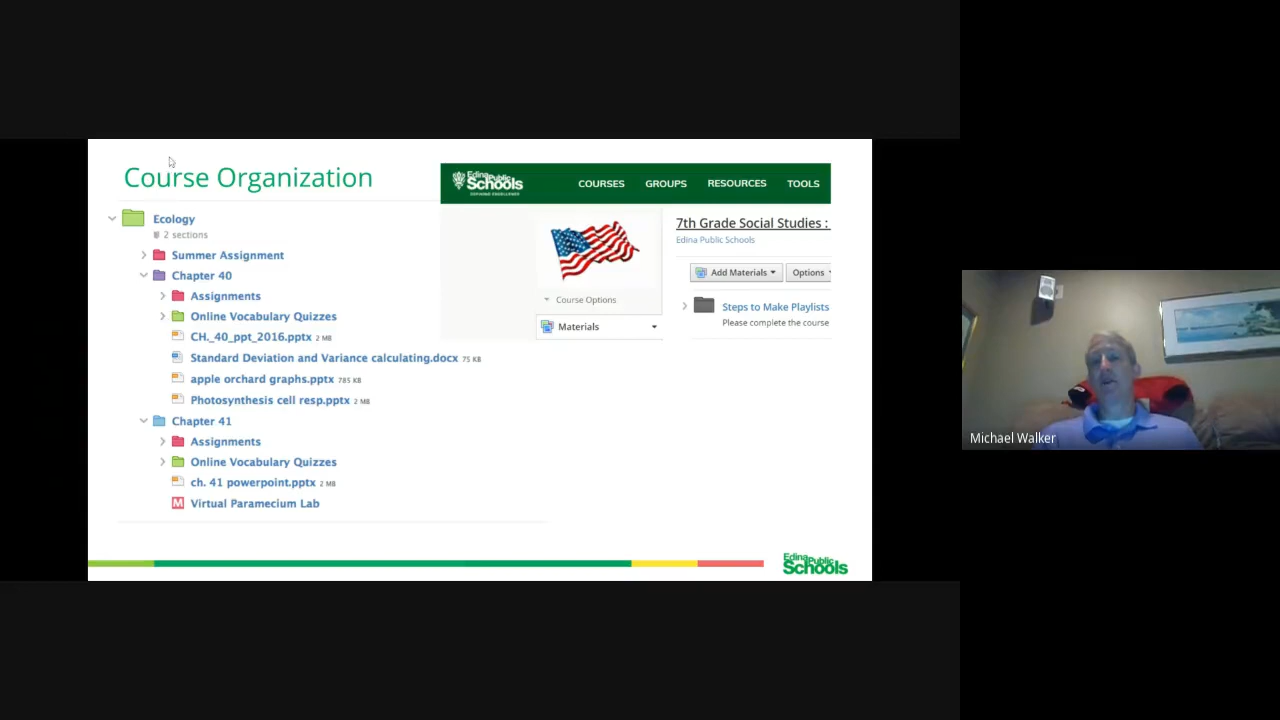 Course Organization
Ecology
2 sections
Summer Assignment
Chapter 40
Assignments
Online Vocabulary Quizzes
CH._40_ppt_2016.pptx 2 MB
Standard Deviation and Variance calculating.docx 75 KB
apple orchard graphs.pptx 785 KB
Photosynthesis cell resp.pptx 2 MB
Chapter 41
Assignments
Online Vocabulary Quizzes
ch. 41 powerpoint.pptx 2 MB
M Virtual Paramecium Lab
Edina Public Schools
DEFINING EXCELLENCE
COURSES GROUPS RESOURCES TOOLS
7th Grade Social Studies :
Edina Public Schools
Add Materials Options
Course Options
Materials
Steps to Make Playlists
Please complete the course
Edina Public Schools
Michael Walker